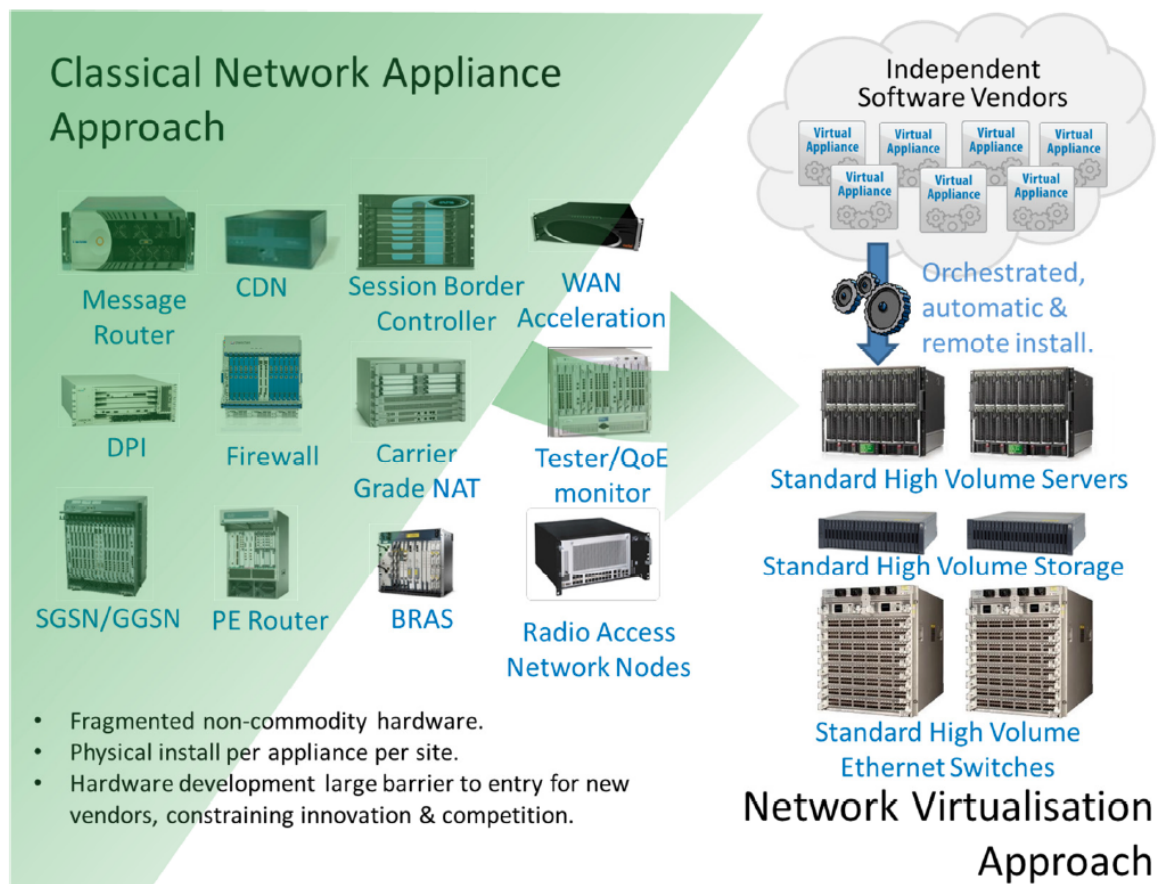 Classical Network Appliance
Approach
Message
Router
CDN
Session Border
Controller
WAN
Acceleration
DPI
Firewall
Carrier
Grade NAT
Tester/QoE
monitor
SGSN/GGSN
PE Router
BRAS
Radio Access
Network Nodes
• Fragmented non-commodity hardware.
• Physical install per appliance per site.
• Hardware development large barrier to entry for new
vendors, constraining innovation & competition.
Independent
Software Vendors
Virtual
Appliance
Virtual
Appliance
Virtual
Appliance
Virtual
Appliance
Virtual
Appliance
Virtual
Appliance
Virtual
Appliance
Orchestrated,
automatic &
remote install.
Standard High Volume Servers
Standard High Volume Storage
Standard High Volume
Ethernet Switches
Network Virtualisation
Approach